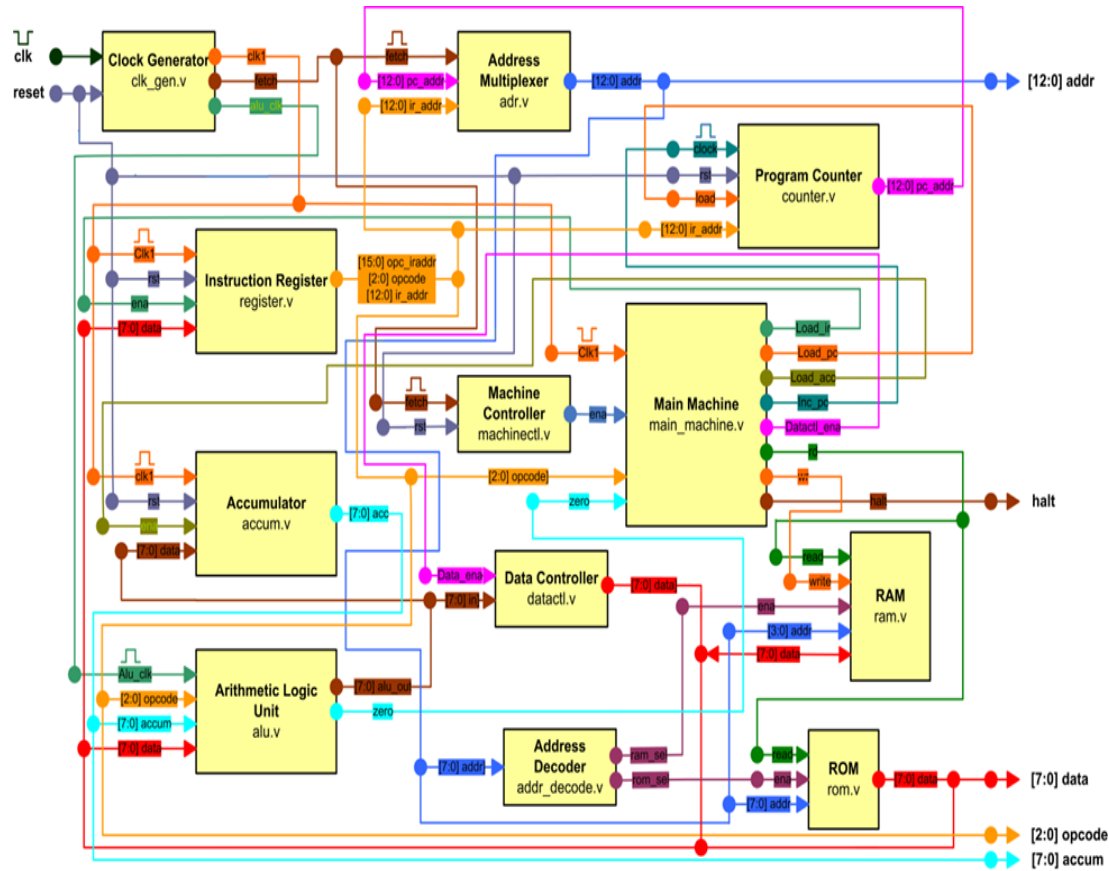 clk
reset
Clock Generator
clk_gen.v
clk1
fetch
alu_clk
fetch
[12:0] pc_addr
[12:0] ir_addr
Address
Multiplexer
adr.v
[12:0] addr
[12:0] addr
clock
rst
load
[12:0] ir_addr
Program Counter
counter.v
[12:0] pc_addr
Clk1
rst
ena
[7:0] data
Instruction Register
register.v
[15:0] opc_iraddr
[2:0] opcode
[12:0] ir_addr
Clk1
Main Machine
main_machine.v
Load_ir
Load_pc
Load_acc
Inc_pc
Datactl_ena
rd
wr
halt
halt
fetch
rst
Machine
Controller
machinectl.v
ena
[2:0] opcode
zero
clk1
rst
[7:0] data
Accumulator
accum.v
[7:0] acc
Data_ena
[7:0] in
Data Controller
datactl.v
[7:0] data
read
write
ena
[3:0] addr
[7:0] data
RAM
ram.v
Alu_clk
[2:0] opcode
[7:0] accum
[7:0] data
Arithmetic Logic
Unit
alu.v
[7:0] alu_out
zero
[7:0] addr
Address
Decoder
addr_decode.v
ram_se
rom_se
read
ena
[7:0] addr
ROM
rom.v
[7:0] data
[7:0] data
[2:0] opcode
[7:0] accum